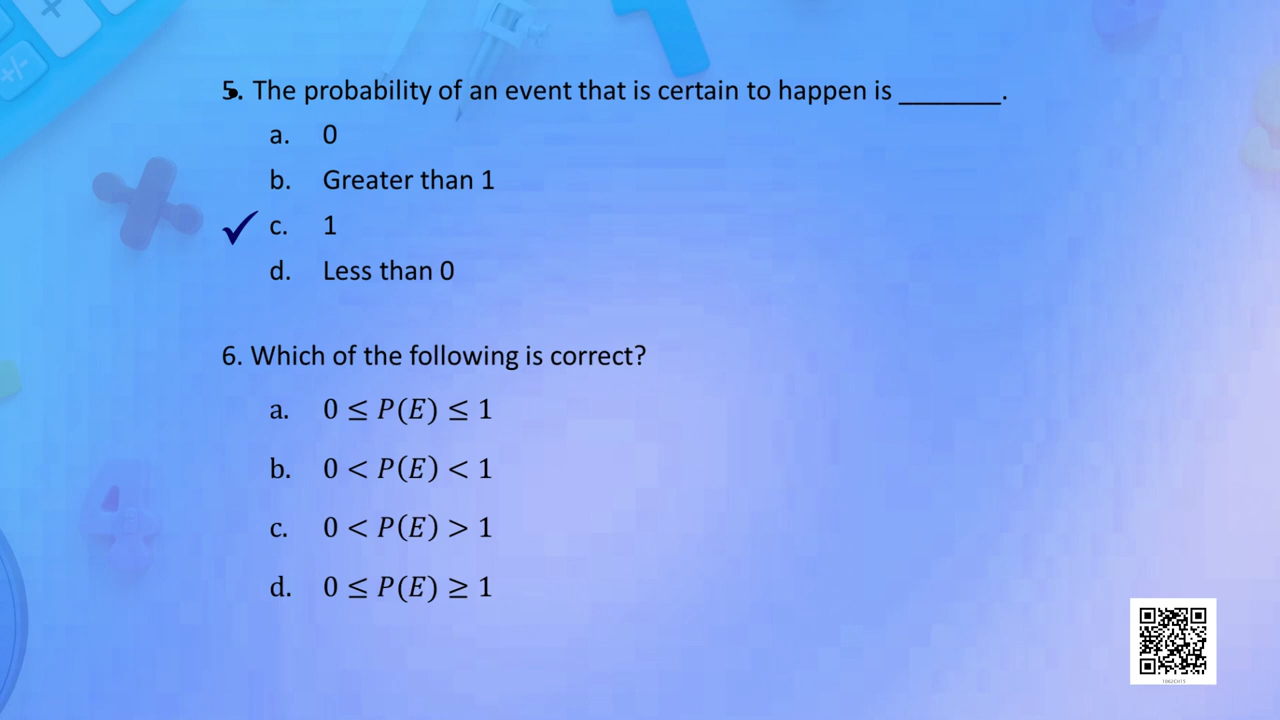 5. The probability of an event that is certain to happen is _______.
a. 0
b. Greater than 1
✓ c. 1
d. Less than 0
6. Which of the following is correct?
a. 0 ≤ P(E) ≤ 1
b. 0 < P(E) < 1
c. 0 < P(E) > 1
d. 0 ≤ P(E) ≥ 1